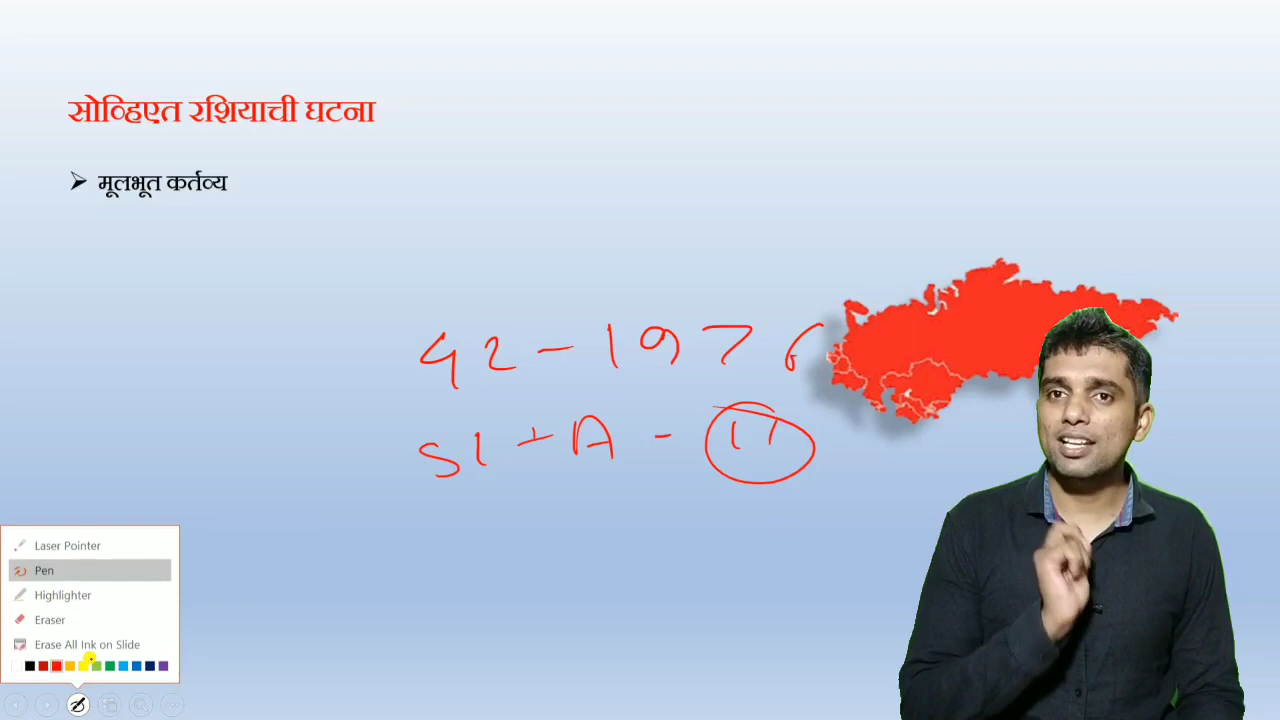 सोव्हिएत रशियाची घटना
➤ मूलभूत कर्तव्य
42 - 1976
51 + A - 11
Laser Pointer
Pen
Highlighter
Eraser
Erase All Ink on Slide